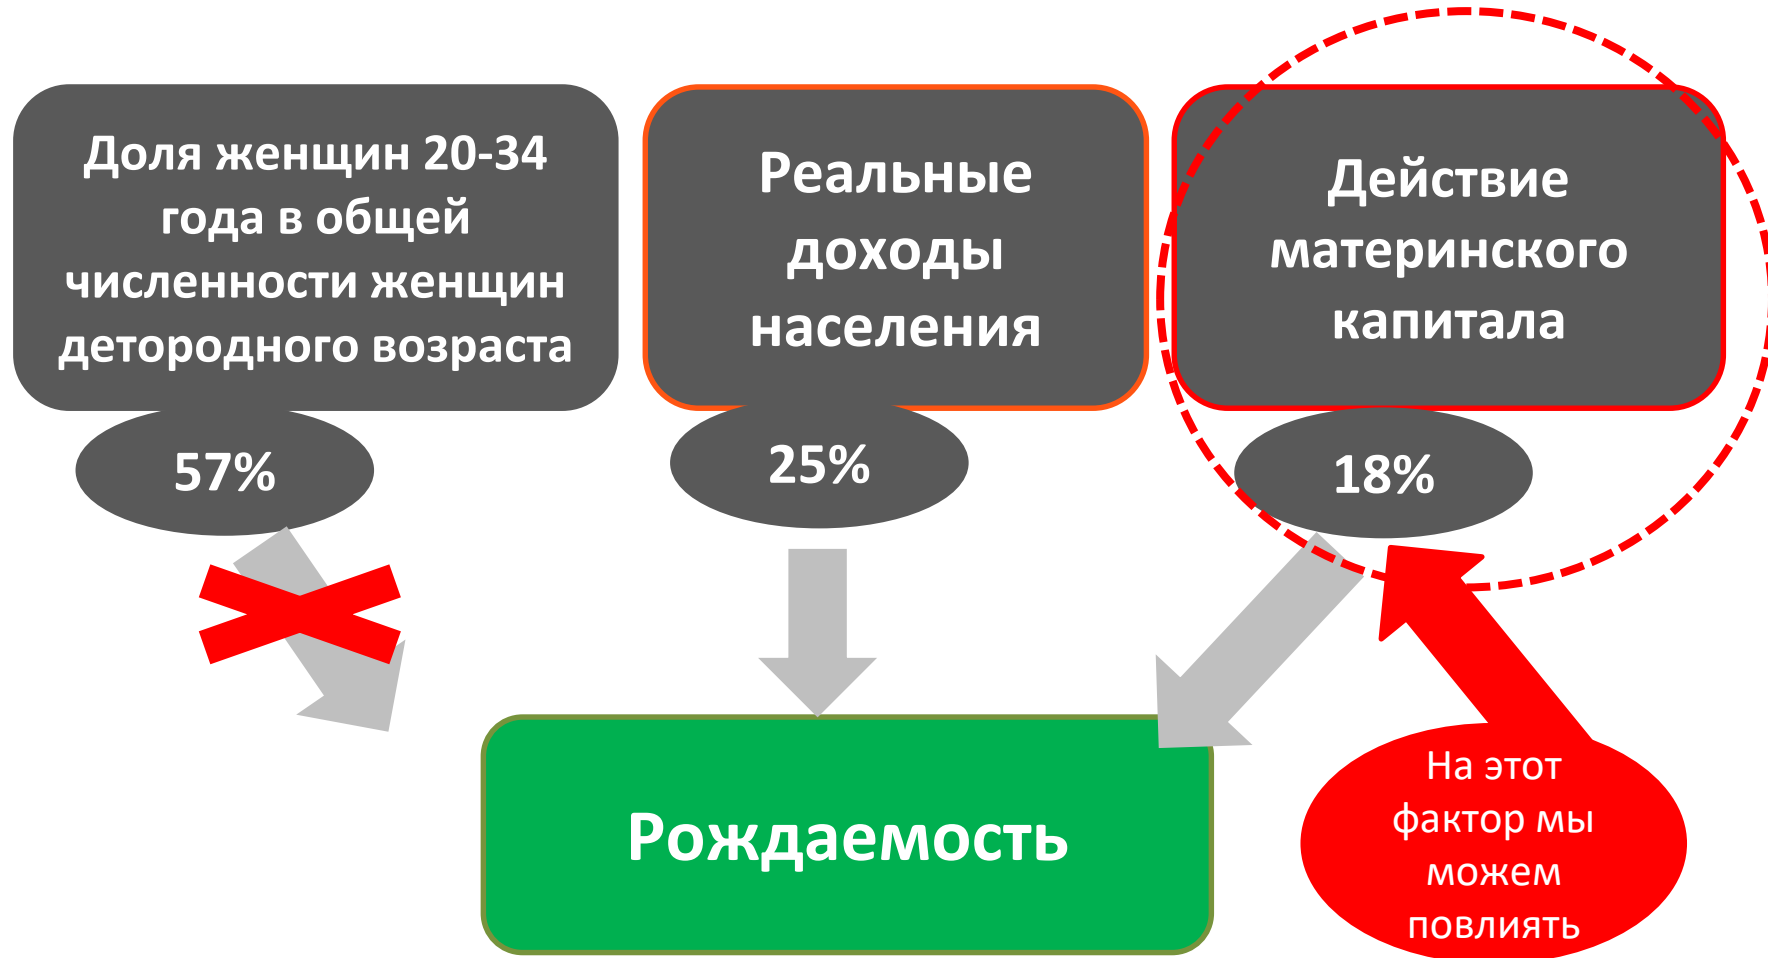 Доля женщин 20-34
года в общей
численности женщин
детородного возраста
57%
Реальные
доходы
населения
25%
Действие
материнского
капитала
18%
Рождаемость
На этот
фактор мы
можем
повлиять